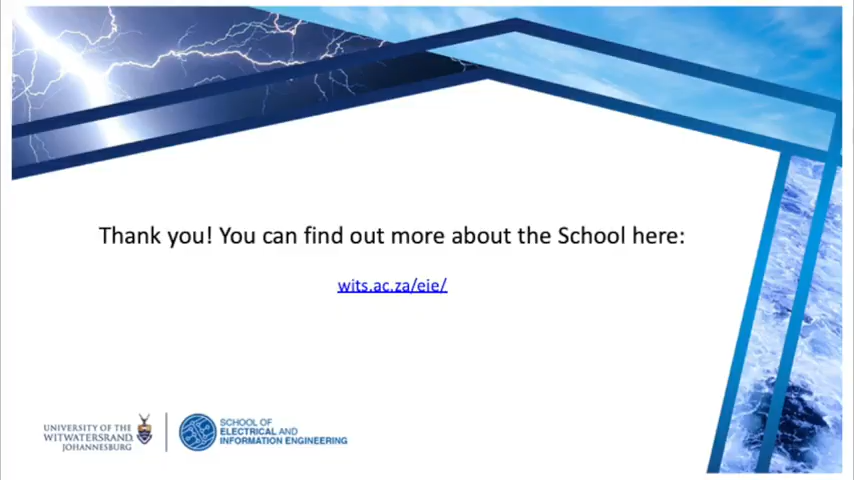 Thank you! You can find out more about the School here:
wits.ac.za/eie/
UNIVERSITY OF THE
WITWATERSRAND,
JOHANNESBURG
SCHOOL OF
ELECTRICAL AND
INFORMATION ENGINEERING